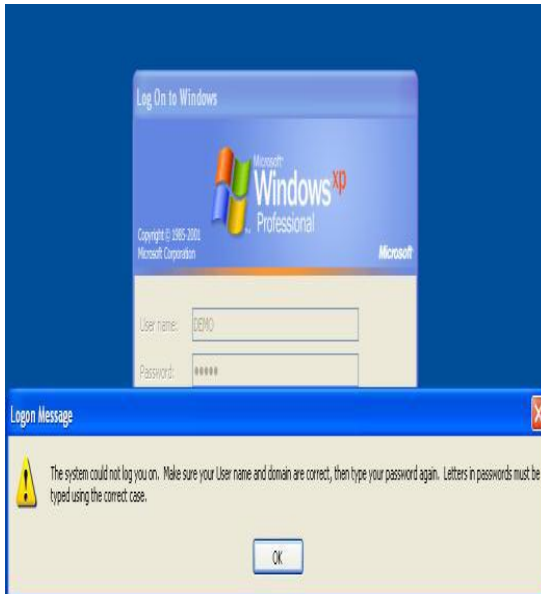 Log On to Windows
Microsoft
Windows xp
Professional
Copyright © 1985-2001
Microsoft Corporation
Microsoft
User name: DEMO
Password: •••••
Logon Message
The system could not log you on. Make sure your User name and domain are correct, then type your password again. Letters in passwords must be
typed using the correct case.
OK